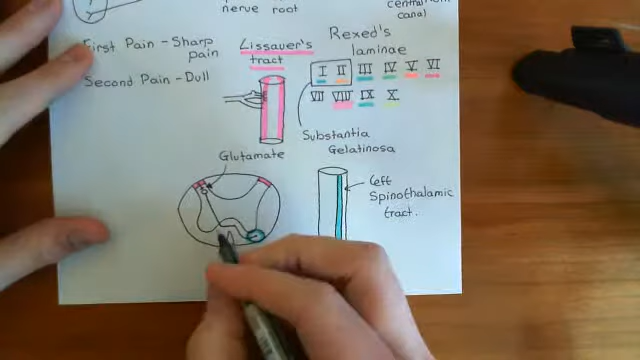 nerve root
central
canal)
First Pain - Sharp
pain
Second Pain - Dull
Lissauer's
tract
Rexed's
laminae
I II III IV V VI
VII VIII IX X
Substantia
Gelatinosa
Glutamate
left
Spinothalamic
tract.